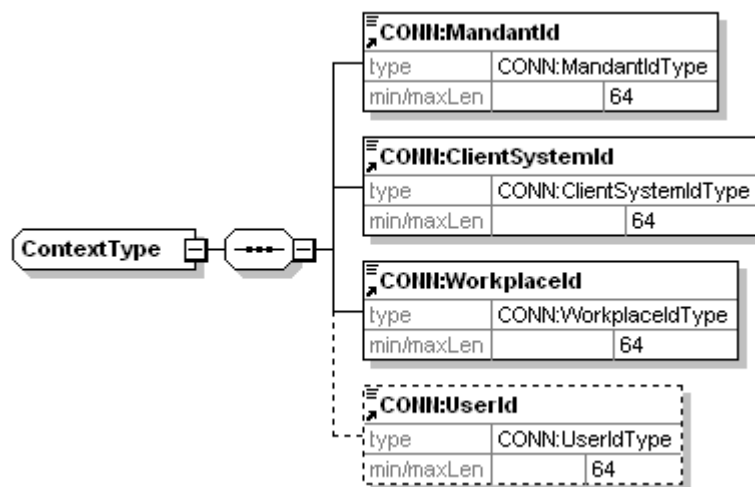 CONN:MandantId
type CONN:MandantIdType
min/maxLen 64
CONN:ClientSystemId
type CONN:ClientSystemIdType
min/maxLen 64
ContextType
CONN:WorkplaceId
type CONN:WorkplaceIdType
min/maxLen 64
CONN:UserId
type CONN:UserIdType
min/maxLen 64